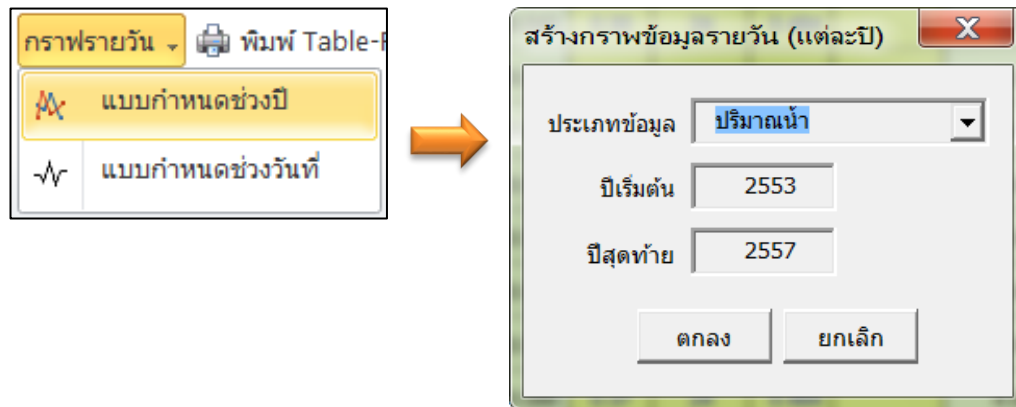 กราฟรายวัน พิมพ์ Table-
แบบกำหนดช่วงปี
แบบกำหนดช่วงวันที่
สร้างกราพข้อมูลรายวัน (แต่ละปี)
ประเภทข้อมูล ปริมาณน้ำ
ปีเริ่มต้น 2553
ปีสุดท้าย 2557
ตกลง ยกเลิก